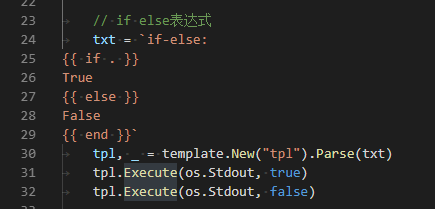 22
23 // if else表达式
24 txt = `if-else:
25 {{ if . }}
26 True
27 {{ else }}
28 False
29 {{ end }}`
30 tpl, _ = template.New("tpl").Parse(txt)
31 tpl.Execute(os.Stdout, true)
32 tpl.Execute(os.Stdout, false)